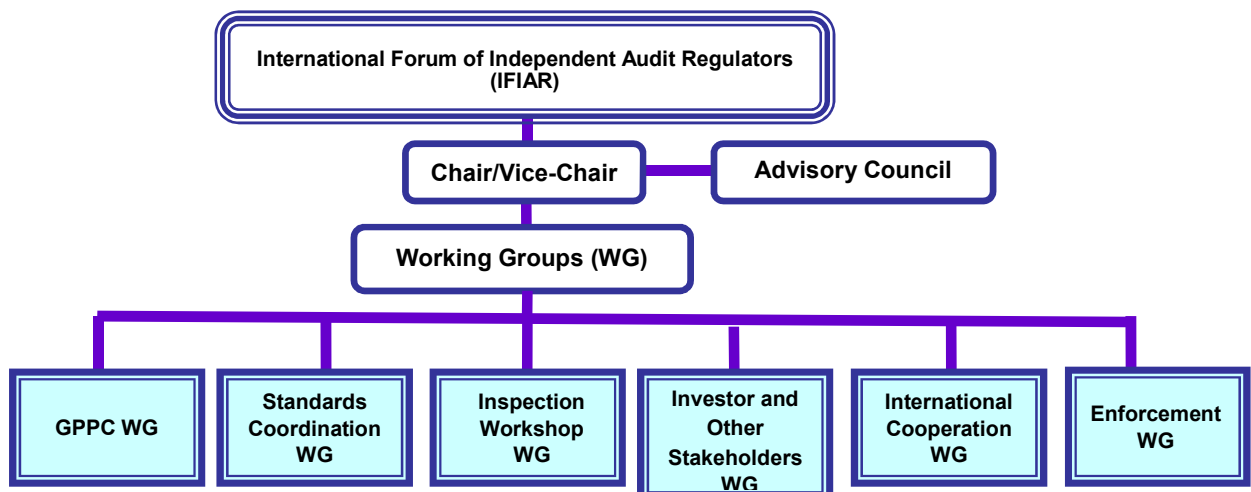 International Forum of Independent Audit Regulators
(IFIAR)
Chair/Vice-Chair
Advisory Council
Working Groups (WG)
GPPC WG
Standards
Coordination
WG
Inspection
Workshop
WG
Investor and
Other
Stakeholders
WG
International
Cooperation
WG
Enforcement
WG